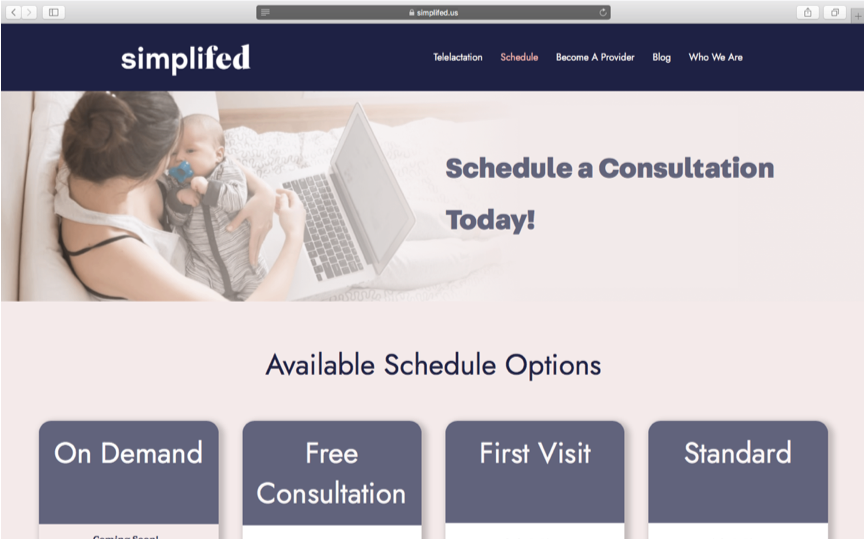 simplifed.us
simplifed
Telelactation Schedule Become A Provider Blog Who We Are
Schedule a Consultation
Today!
Available Schedule Options
On Demand
Coming Soon!
Free
Consultation
First Visit
Standard